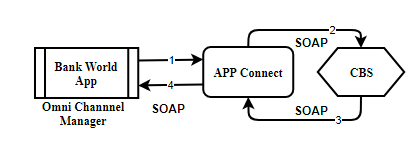 2
SOAP
Bank World
App
1
APP Connect
CBS
4
Omni Channnel
Manager
SOAP
SOAP
3